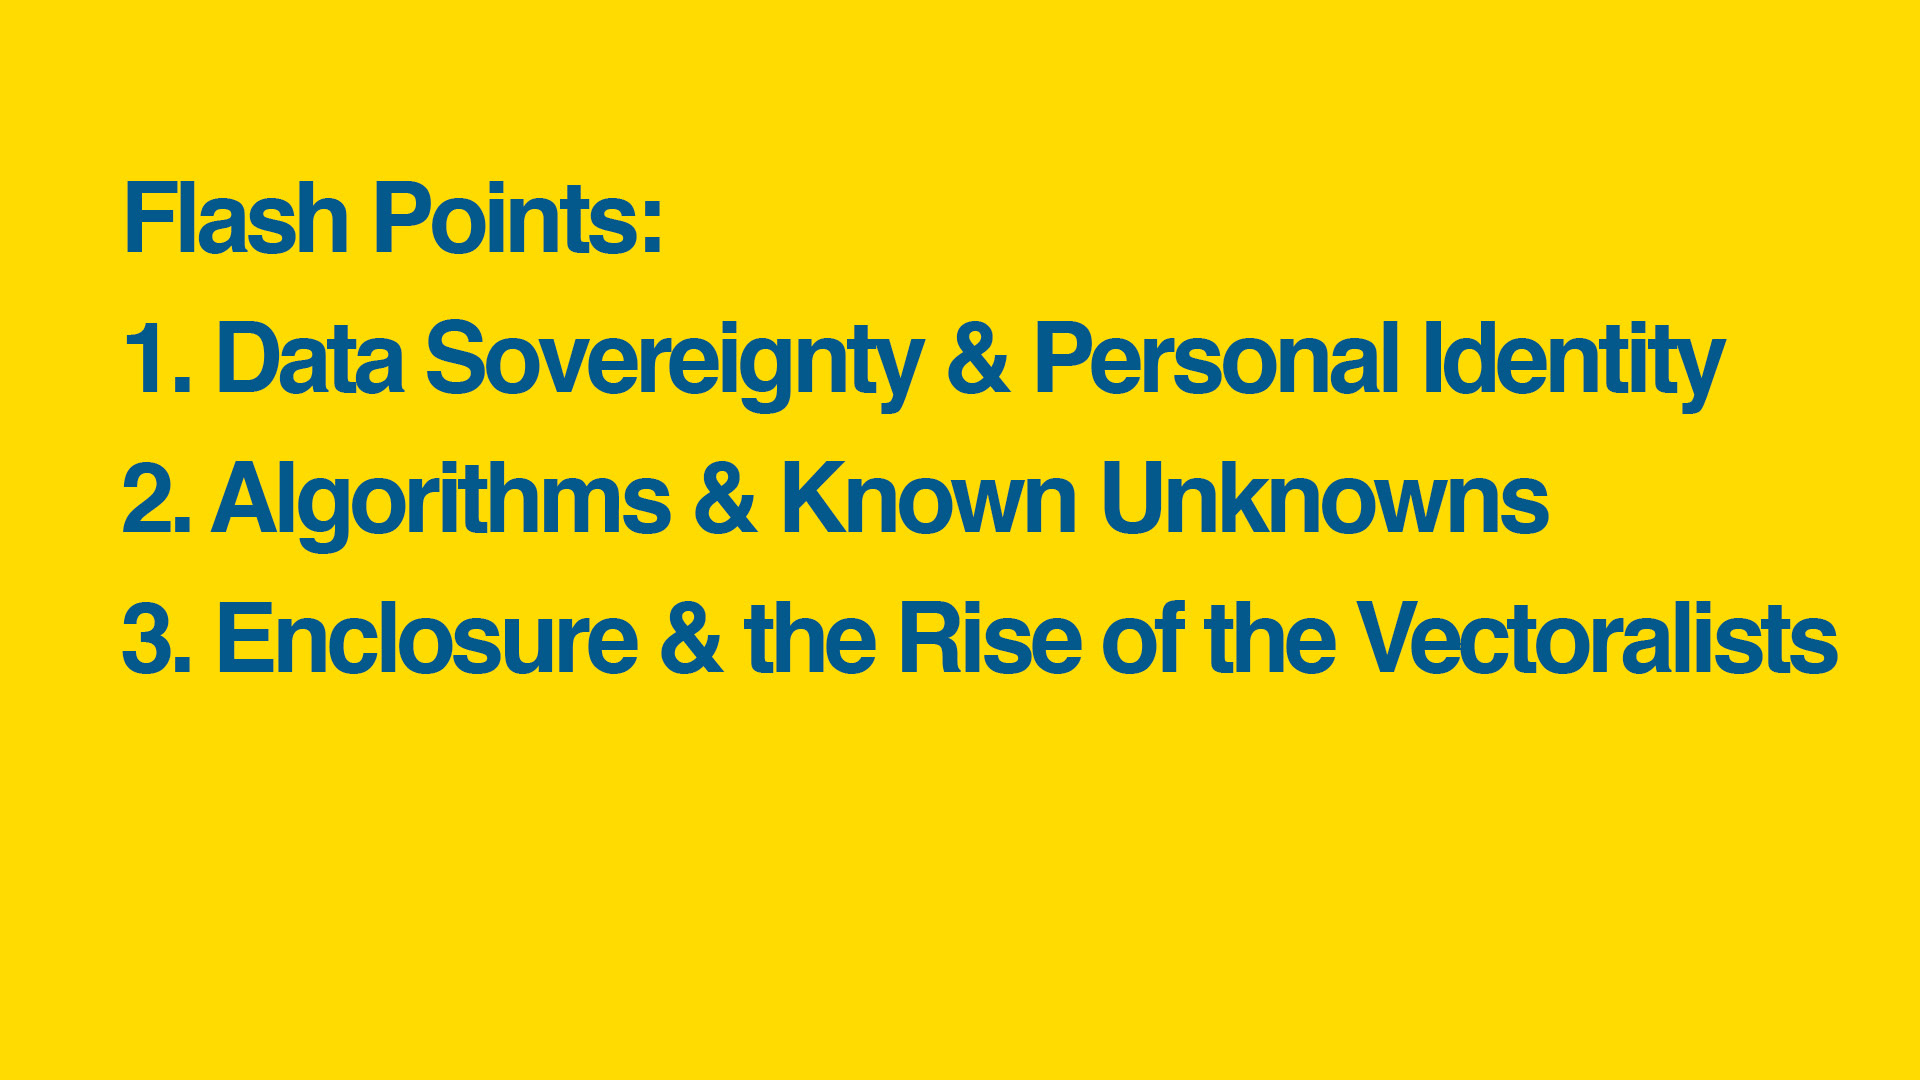 Flash Points:
1. Data Sovereignty & Personal Identity
2. Algorithms & Known Unknowns
3. Enclosure & the Rise of the Vectoralists